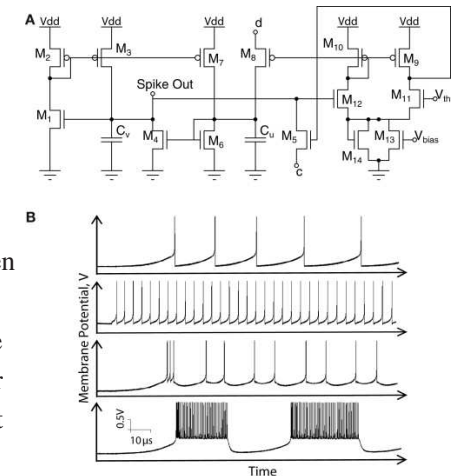 A
Vdd Vdd Vdd d Vdd Vdd
M2 M3 M7 M8 M10 M9
Spike Out
M12 M11 Vth
M1 Cv M4 M6 Cu M5 M13 Vbias
M14
c
B
en
e
r
t
Membrane Potential, V
0.5V
10µs
Time